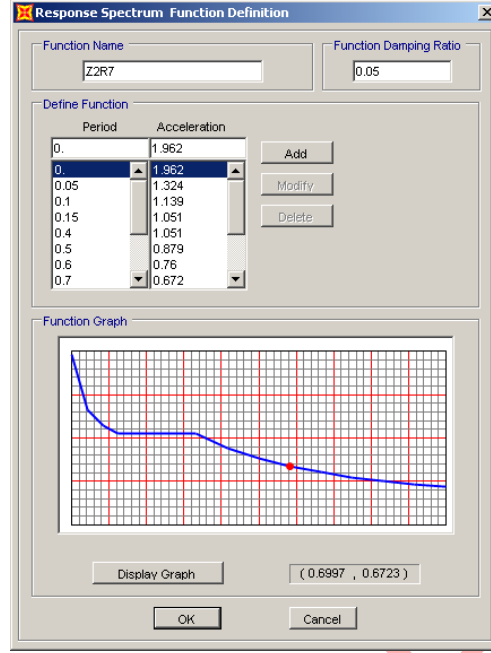 Response Spectrum Function Definition
Function Name
Function Damping Ratio
Z2R7
0.05
Define Function
Period Acceleration
0. 1.962
Add
0. 1.962
0.05 1.324
Modify
0.1 1.139
0.15 1.051
Delete
0.4 1.051
0.5 0.879
0.6 0.76
0.7 0.672
Function Graph
Display Graph
( 0.6997 , 0.6723 )
OK
Cancel